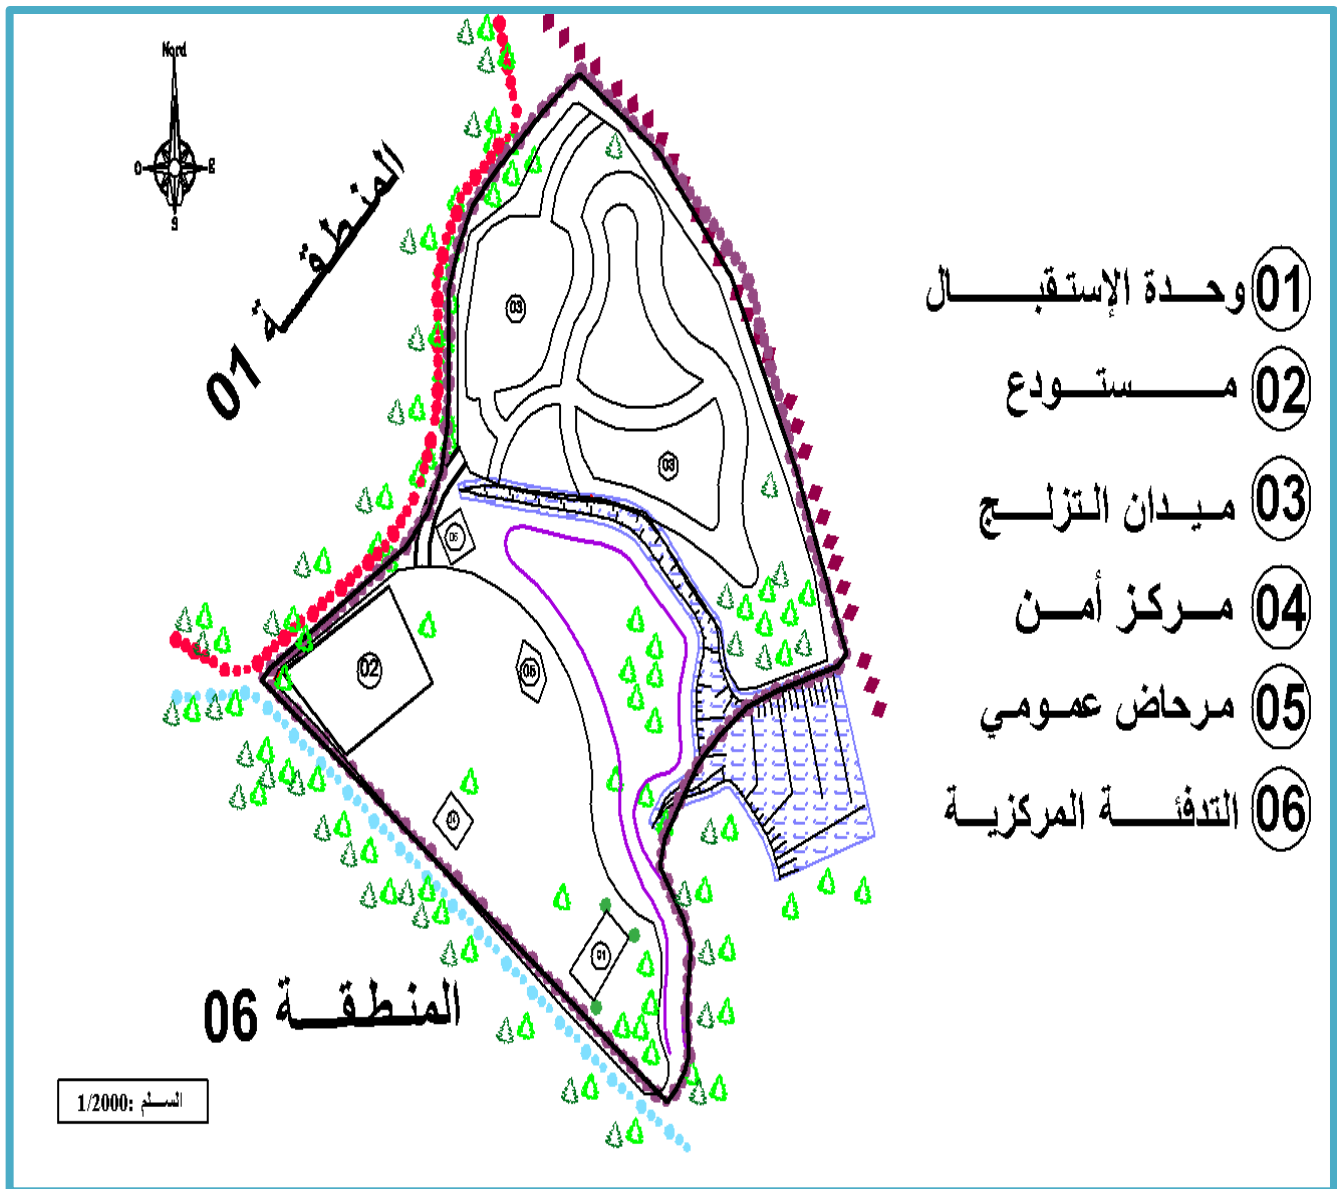 Nord
O
E
S
المنطقة 01
03
03
05
02
06
04
01
المنطقة 06
السلم :1/2000
01 وحدة الإستقبال
02 مستودع
03 ميدان التزلج
04 مركز أمن
05 مرحاض عمومي
06 التدفئة المركزية